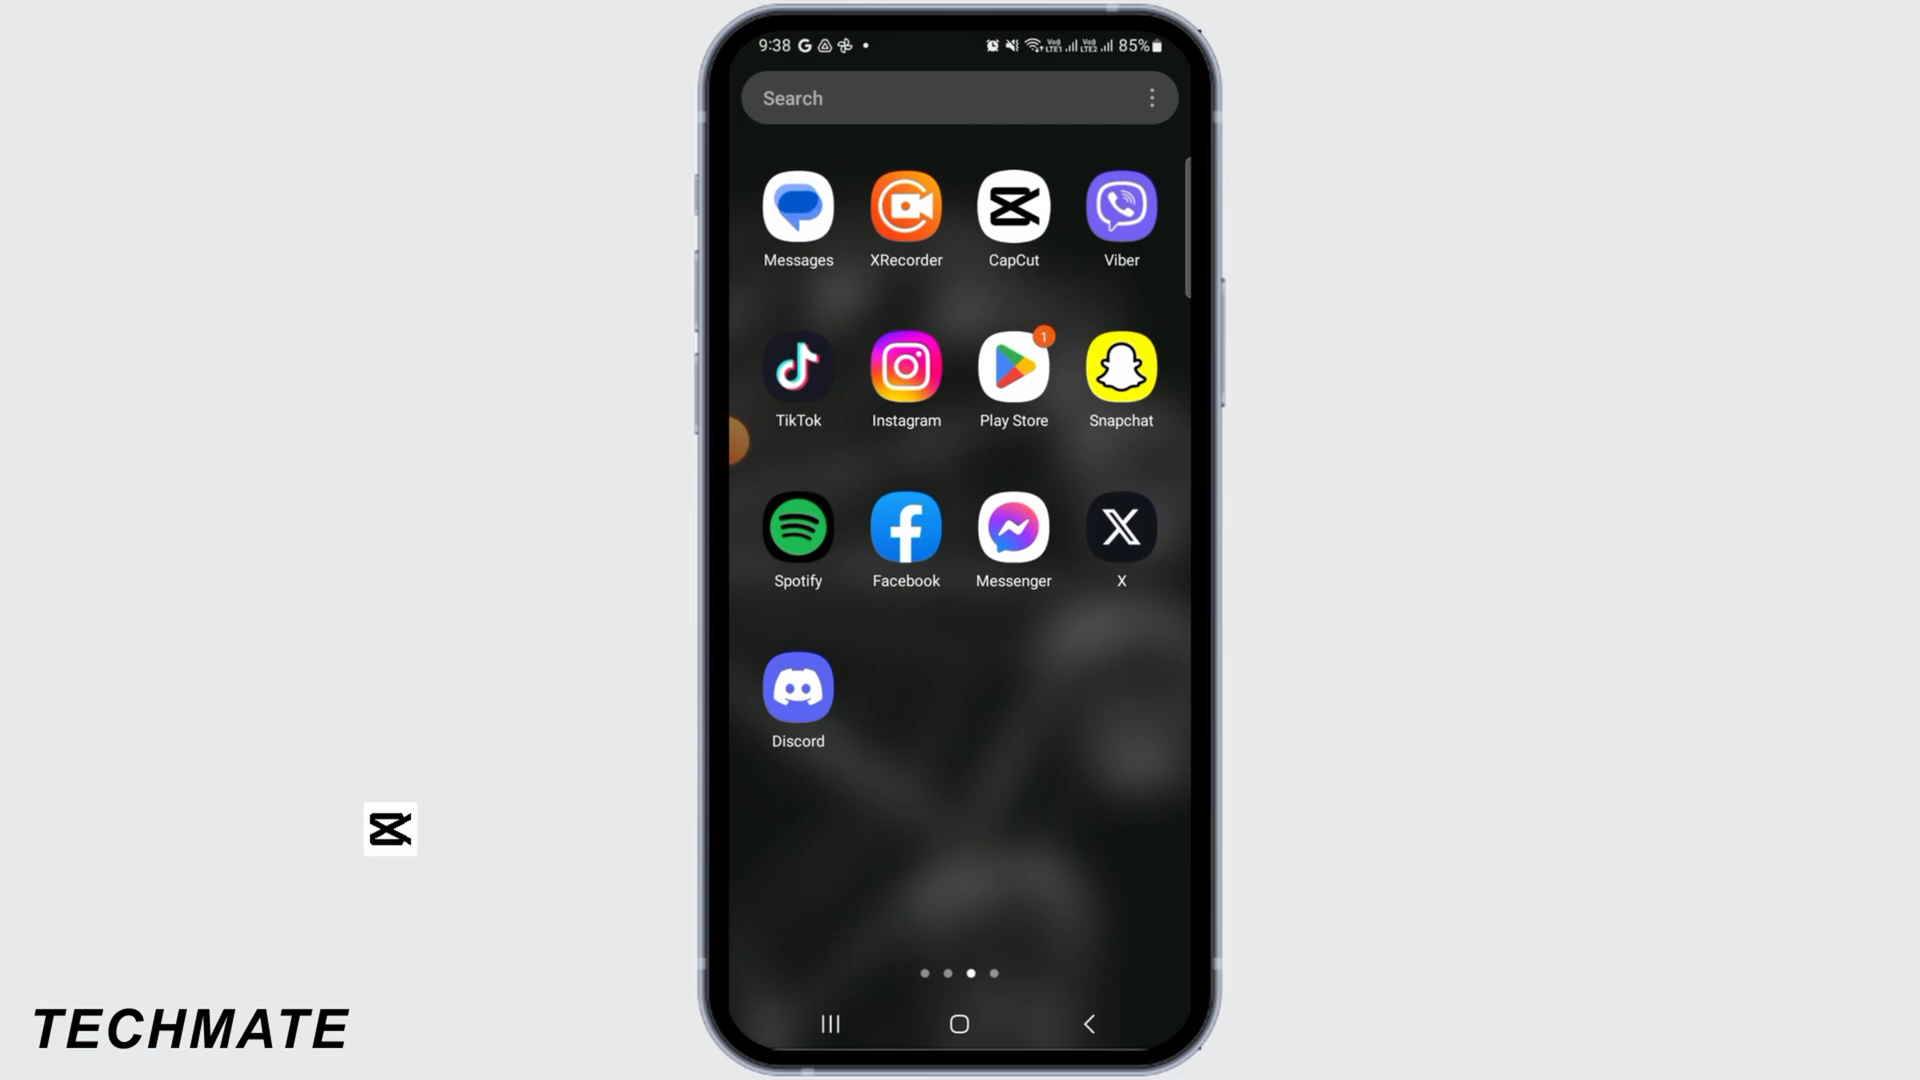 9:38 85%
Search
Messages XRecorder CapCut Viber
1
TikTok Instagram Play Store Snapchat
Spotify Facebook Messenger X
Discord
TECHMATE